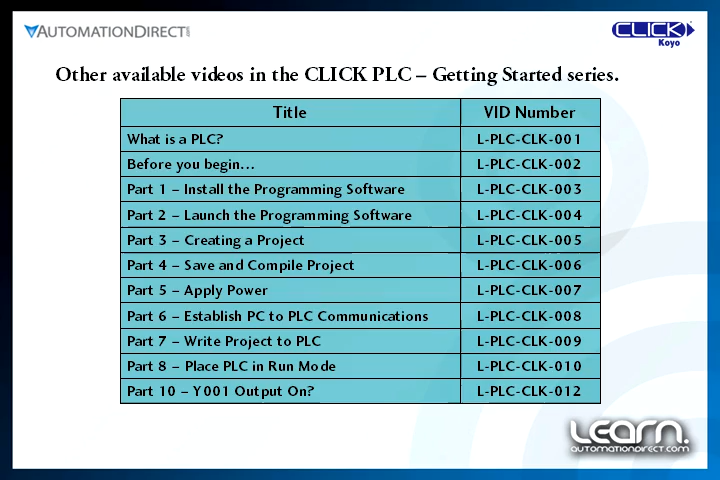 AUTOMATIONDIRECT.COM
CLICK
Koyo
Other available videos in the CLICK PLC – Getting Started series.
Title VID Number
What is a PLC? L-PLC-CLK-001
Before you begin... L-PLC-CLK-002
Part 1 – Install the Programming Software L-PLC-CLK-003
Part 2 – Launch the Programming Software L-PLC-CLK-004
Part 3 – Creating a Project L-PLC-CLK-005
Part 4 – Save and Compile Project L-PLC-CLK-006
Part 5 – Apply Power L-PLC-CLK-007
Part 6 – Establish PC to PLC Communications L-PLC-CLK-008
Part 7 – Write Project to PLC L-PLC-CLK-009
Part 8 – Place PLC in Run Mode L-PLC-CLK-010
Part 10 – Y001 Output On? L-PLC-CLK-012
Learn.
automationdirect.com